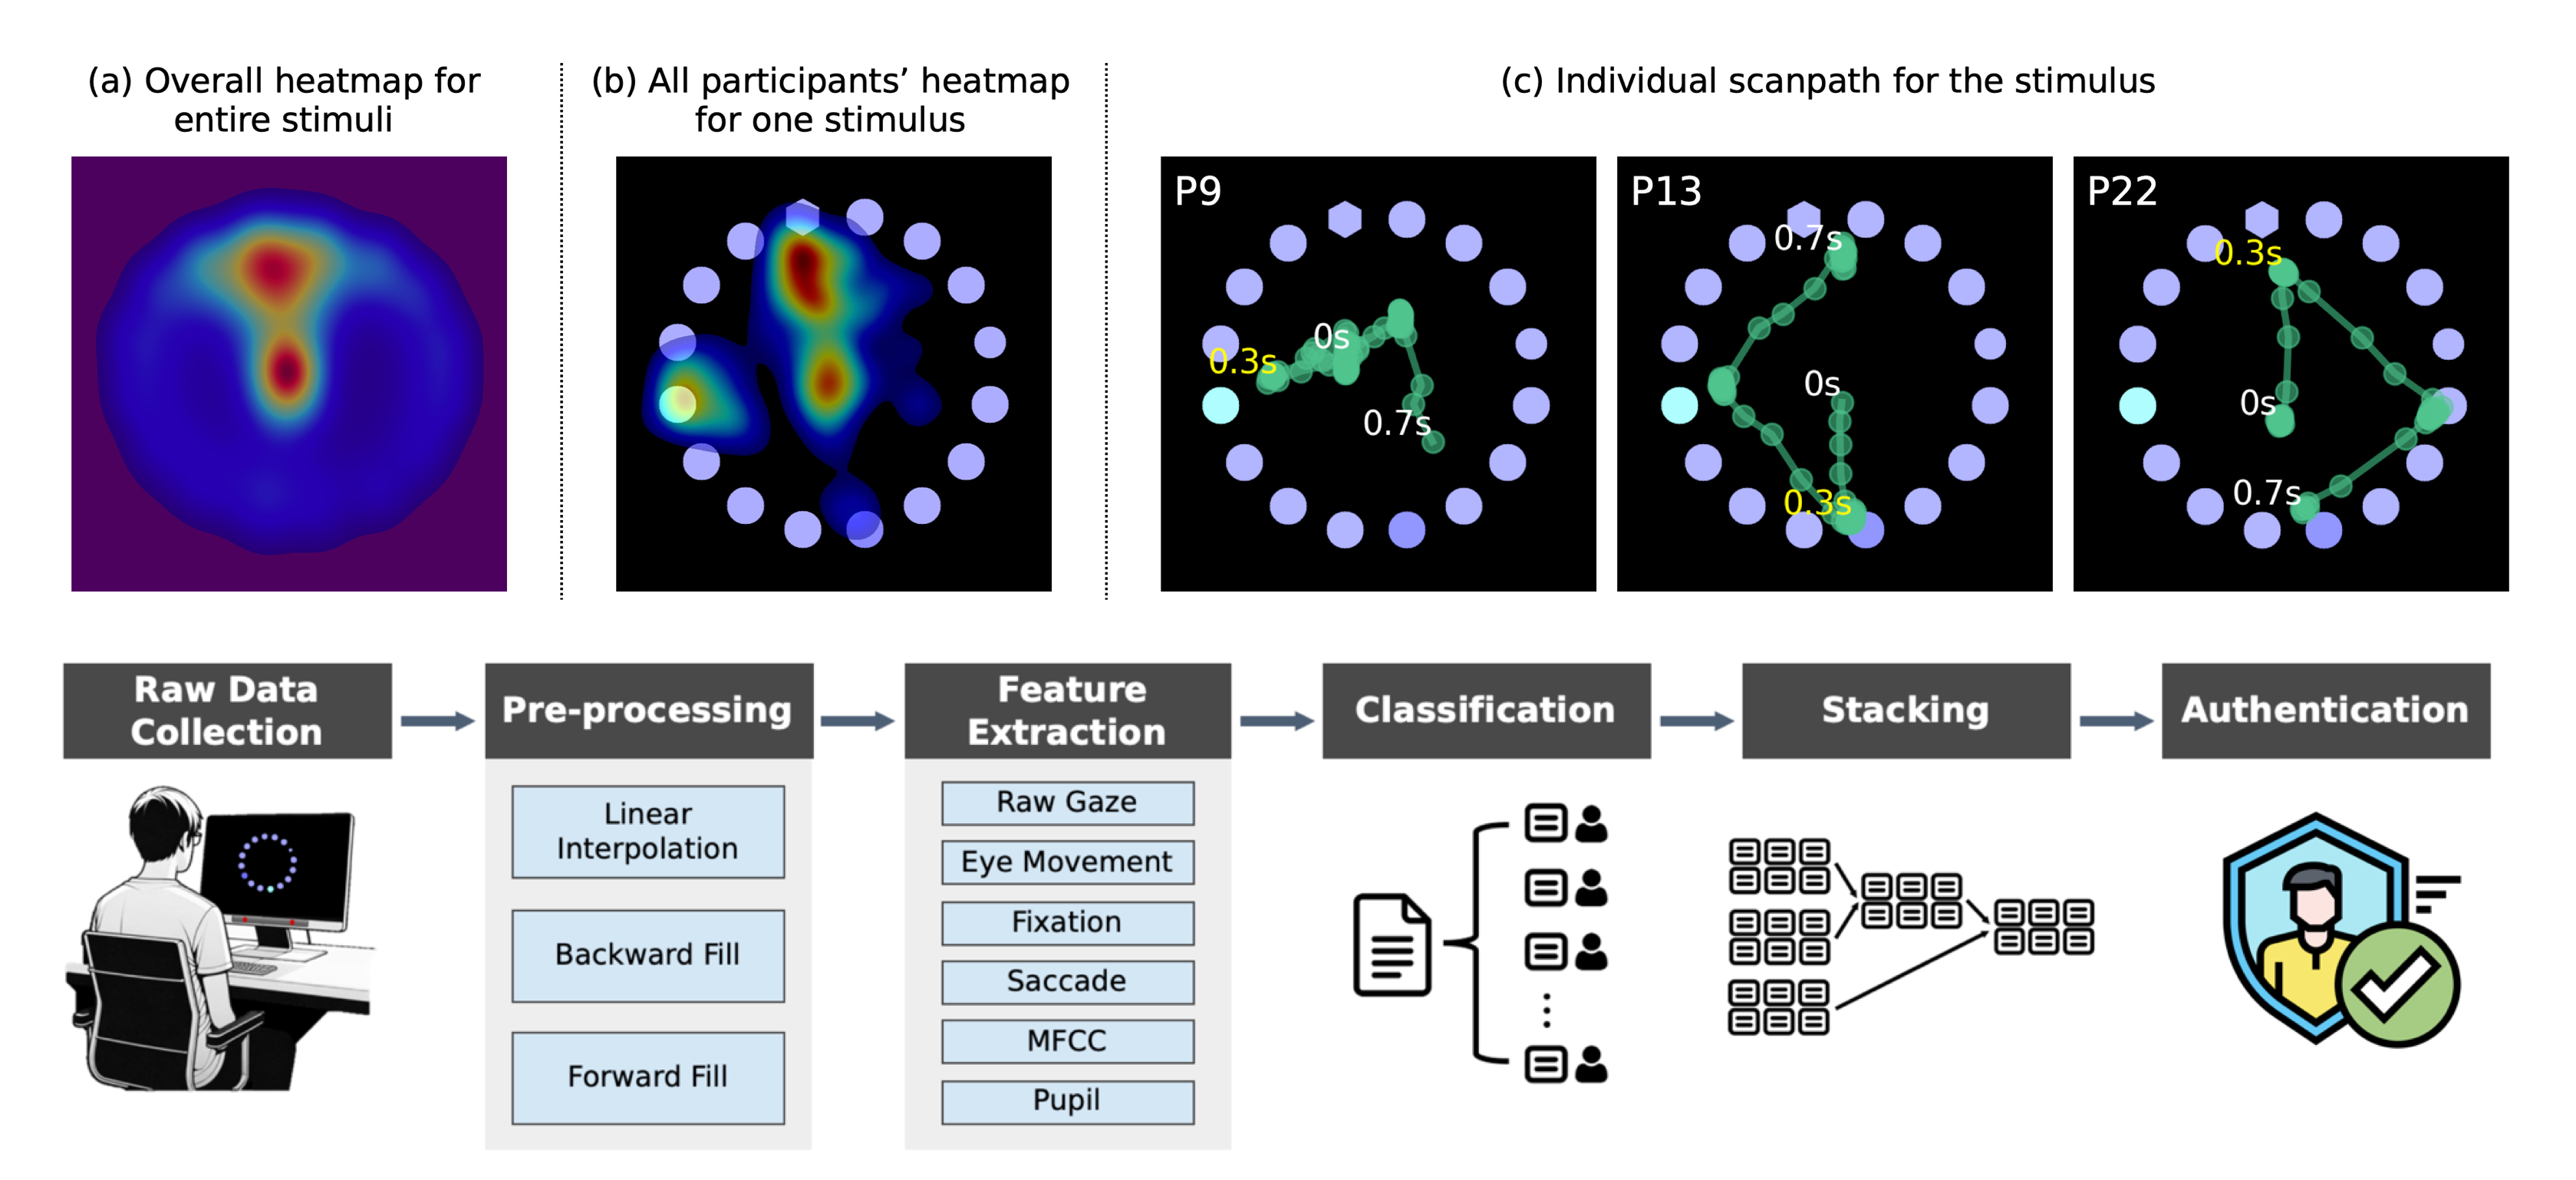 (a) Overall heatmap for
entire stimuli
(b) All participants’ heatmap
for one stimulus
(c) Individual scanpath for the stimulus
P9
0s
0.3s
0.7s
P13
0.7s
0s
0.3s
P22
0.3s
0s
0.7s
Raw Data
Collection
Pre-processing
Linear
Interpolation
Backward Fill
Forward Fill
Feature
Extraction
Raw Gaze
Eye Movement
Fixation
Saccade
MFCC
Pupil
Classification
Stacking
Authentication